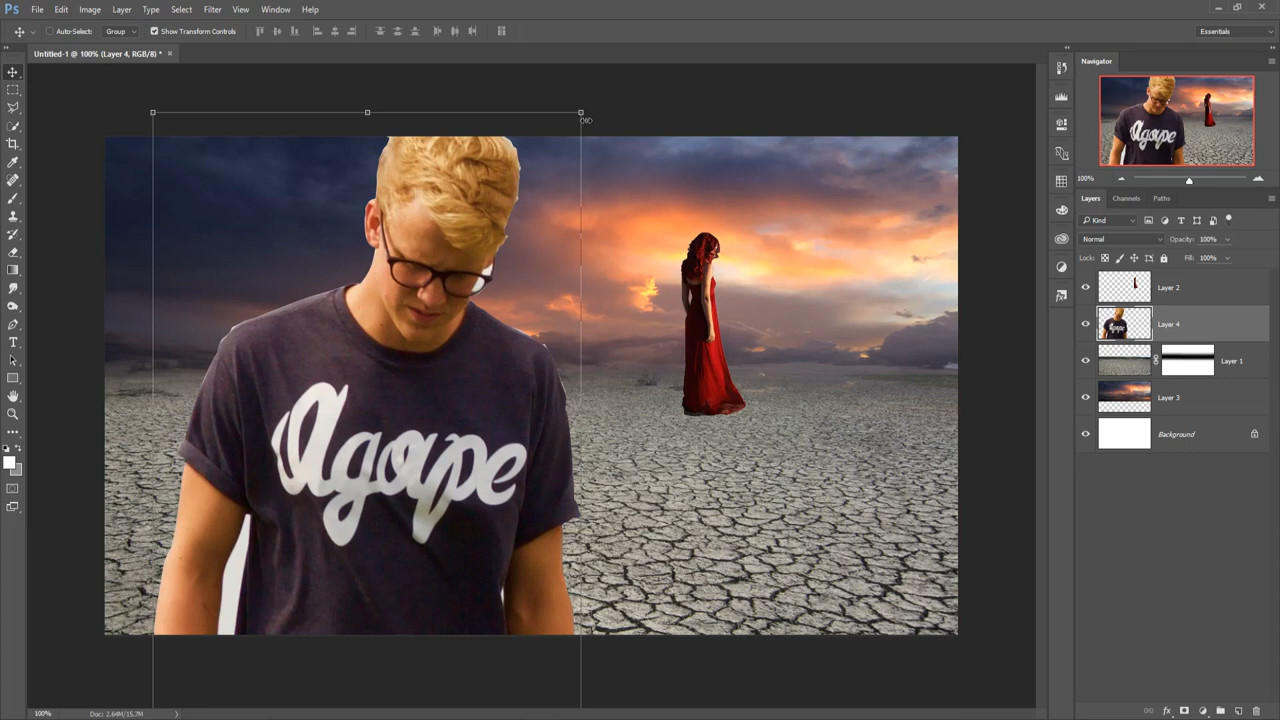 Ps File Edit Image Layer Type Select Filter View Window Help
Auto-Select: Group Show Transform Controls Essentials
Untitled-1 @ 100% (Layer 4, RGB/8) * ×
Navigator
100%
Layers Channels Paths
Kind
Normal Opacity: 100%
Lock: Fill: 100%
Layer 2
Layer 4
Layer 1
Layer 3
Background
Agape
100% Doc: 2.64M/15.7M
fx